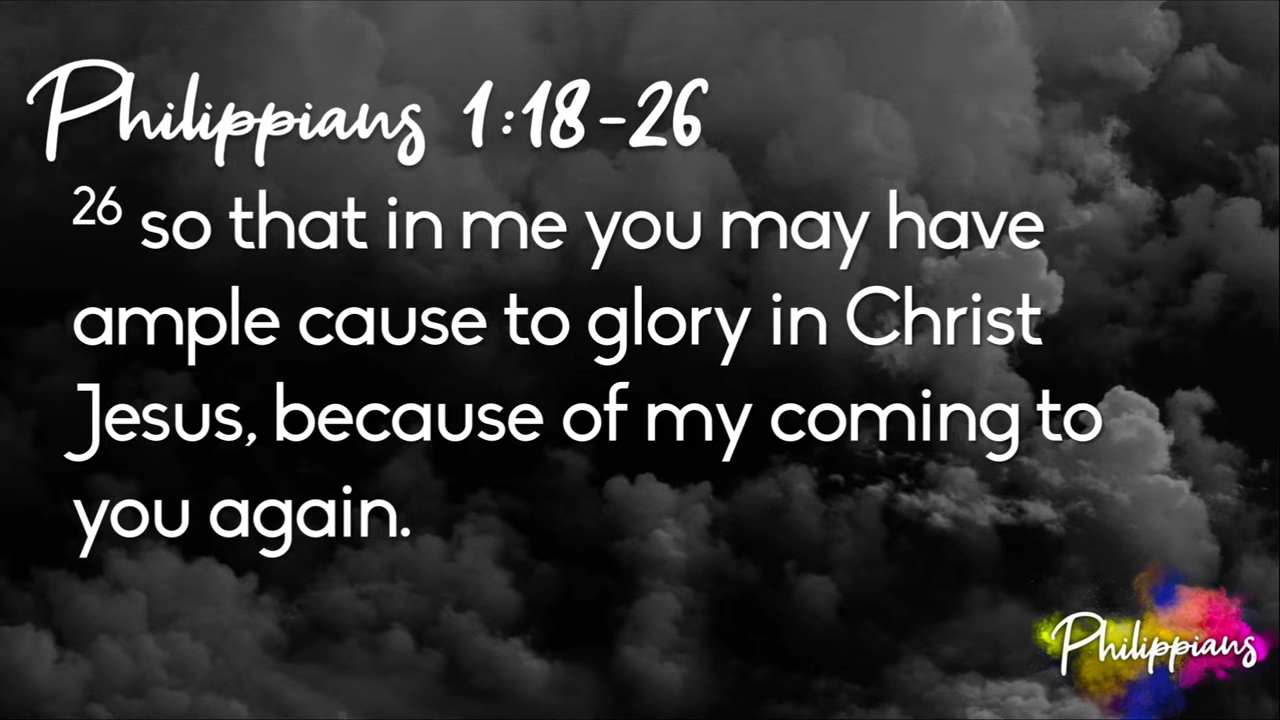 Philippians 1:18-26
26 so that in me you may have
ample cause to glory in Christ
Jesus, because of my coming to
you again.
Philippians